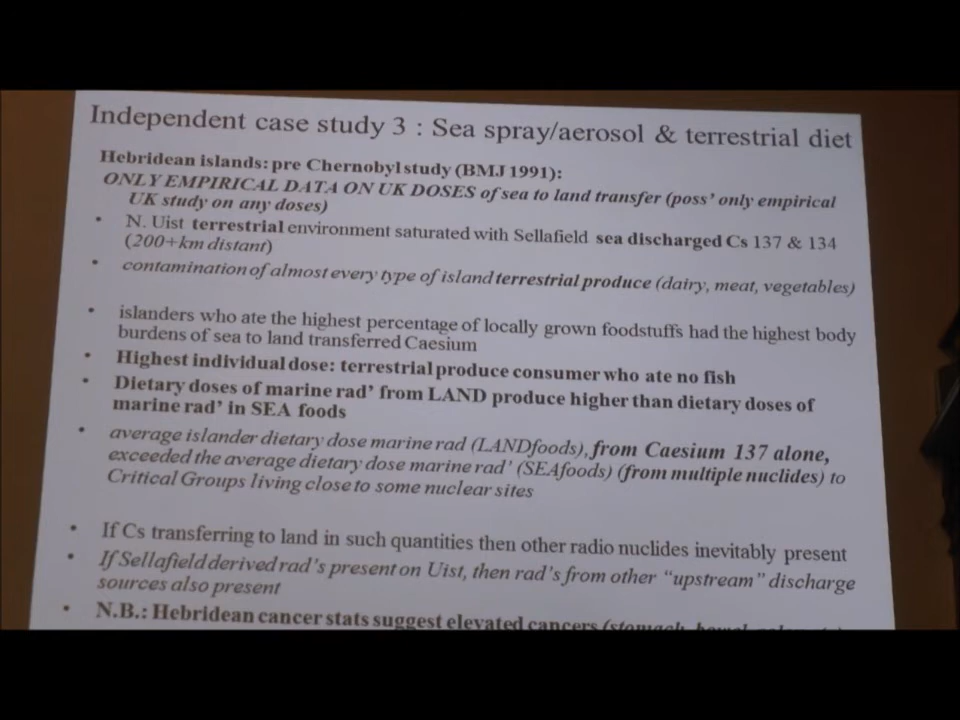 Independent case study 3 : Sea spray/aerosol & terrestrial diet
Hebridean islands: pre Chernobyl study (BMJ 1991):
ONLY EMPIRICAL DATA ON UK DOSES of sea to land transfer (poss' only empirical
UK study on any doses)
• N. Uist terrestrial environment saturated with Sellafield sea discharged Cs 137 & 134
(200+km distant)
• contamination of almost every type of island terrestrial produce (dairy, meat, vegetables)
• islanders who ate the highest percentage of locally grown foodstuffs had the highest body
burdens of sea to land transferred Caesium
• Highest individual dose: terrestrial produce consumer who ate no fish
• Dietary doses of marine rad' from LAND produce higher than dietary doses of
marine rad' in SEA foods
• average islander dietary dose marine rad (LANDfoods), from Caesium 137 alone,
exceeded the average dietary dose marine rad' (SEAfoods) (from multiple nuclides) to
Critical Groups living close to some nuclear sites
• If Cs transferring to land in such quantities then other radio nuclides inevitably present
• If Sellafield derived rad's present on Uist, then rad's from other "upstream" discharge
sources also present
• N.B.: Hebridean cancer stats suggest elevated cancers (stomach, bowel,